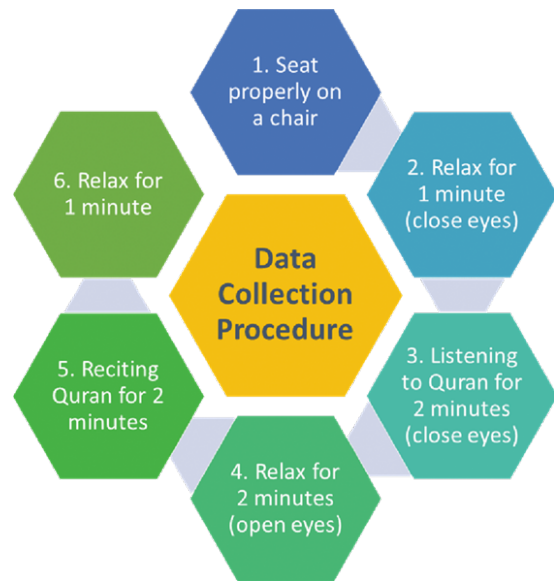 1. Seat
properly on
a chair
2. Relax for
1 minute
(close eyes)
3. Listening
to Quran for
2 minutes
(close eyes)
4. Relax for
2 minutes
(open eyes)
5. Reciting
Quran for 2
minutes
6. Relax for
1 minute
Data
Collection
Procedure